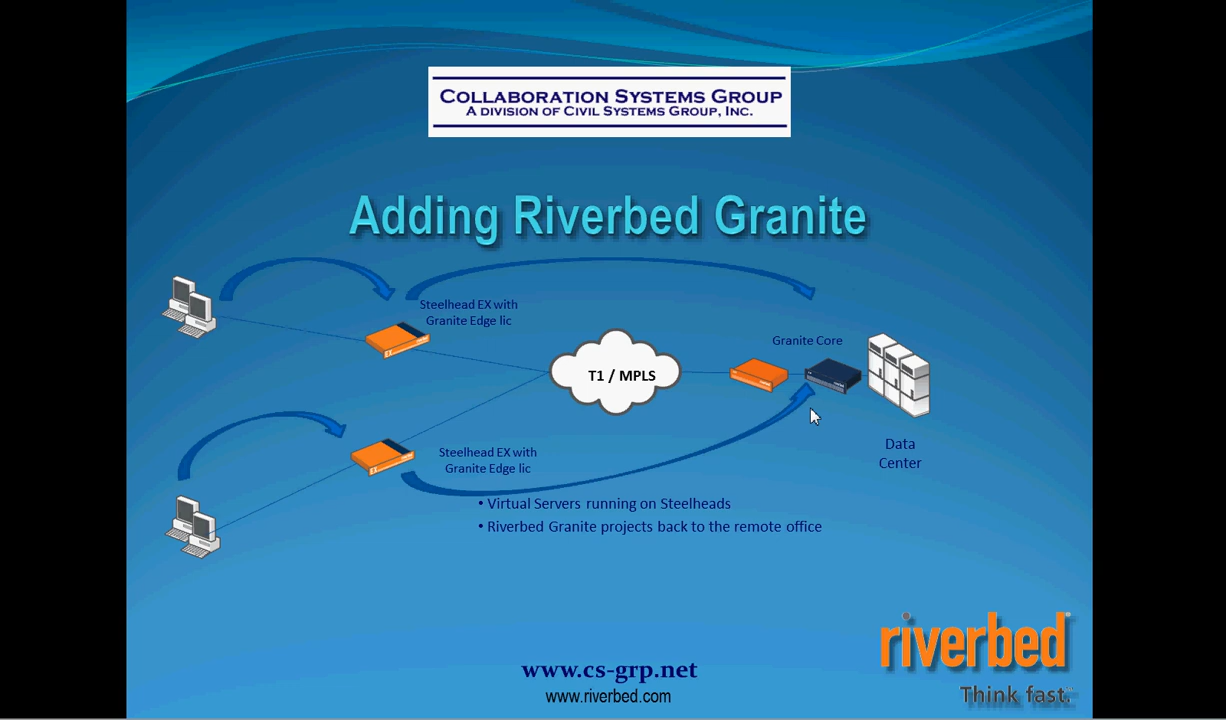 COLLABORATION SYSTEMS GROUP
A DIVISION OF CIVIL SYSTEMS GROUP, INC.
Adding Riverbed Granite
Steelhead EX with
Granite Edge lic
Granite Core
T1 / MPLS
Data
Center
Steelhead EX with
Granite Edge lic
• Virtual Servers running on Steelheads
• Riverbed Granite projects back to the remote office
riverbed
Think fast.
www.cs-grp.net
www.riverbed.com